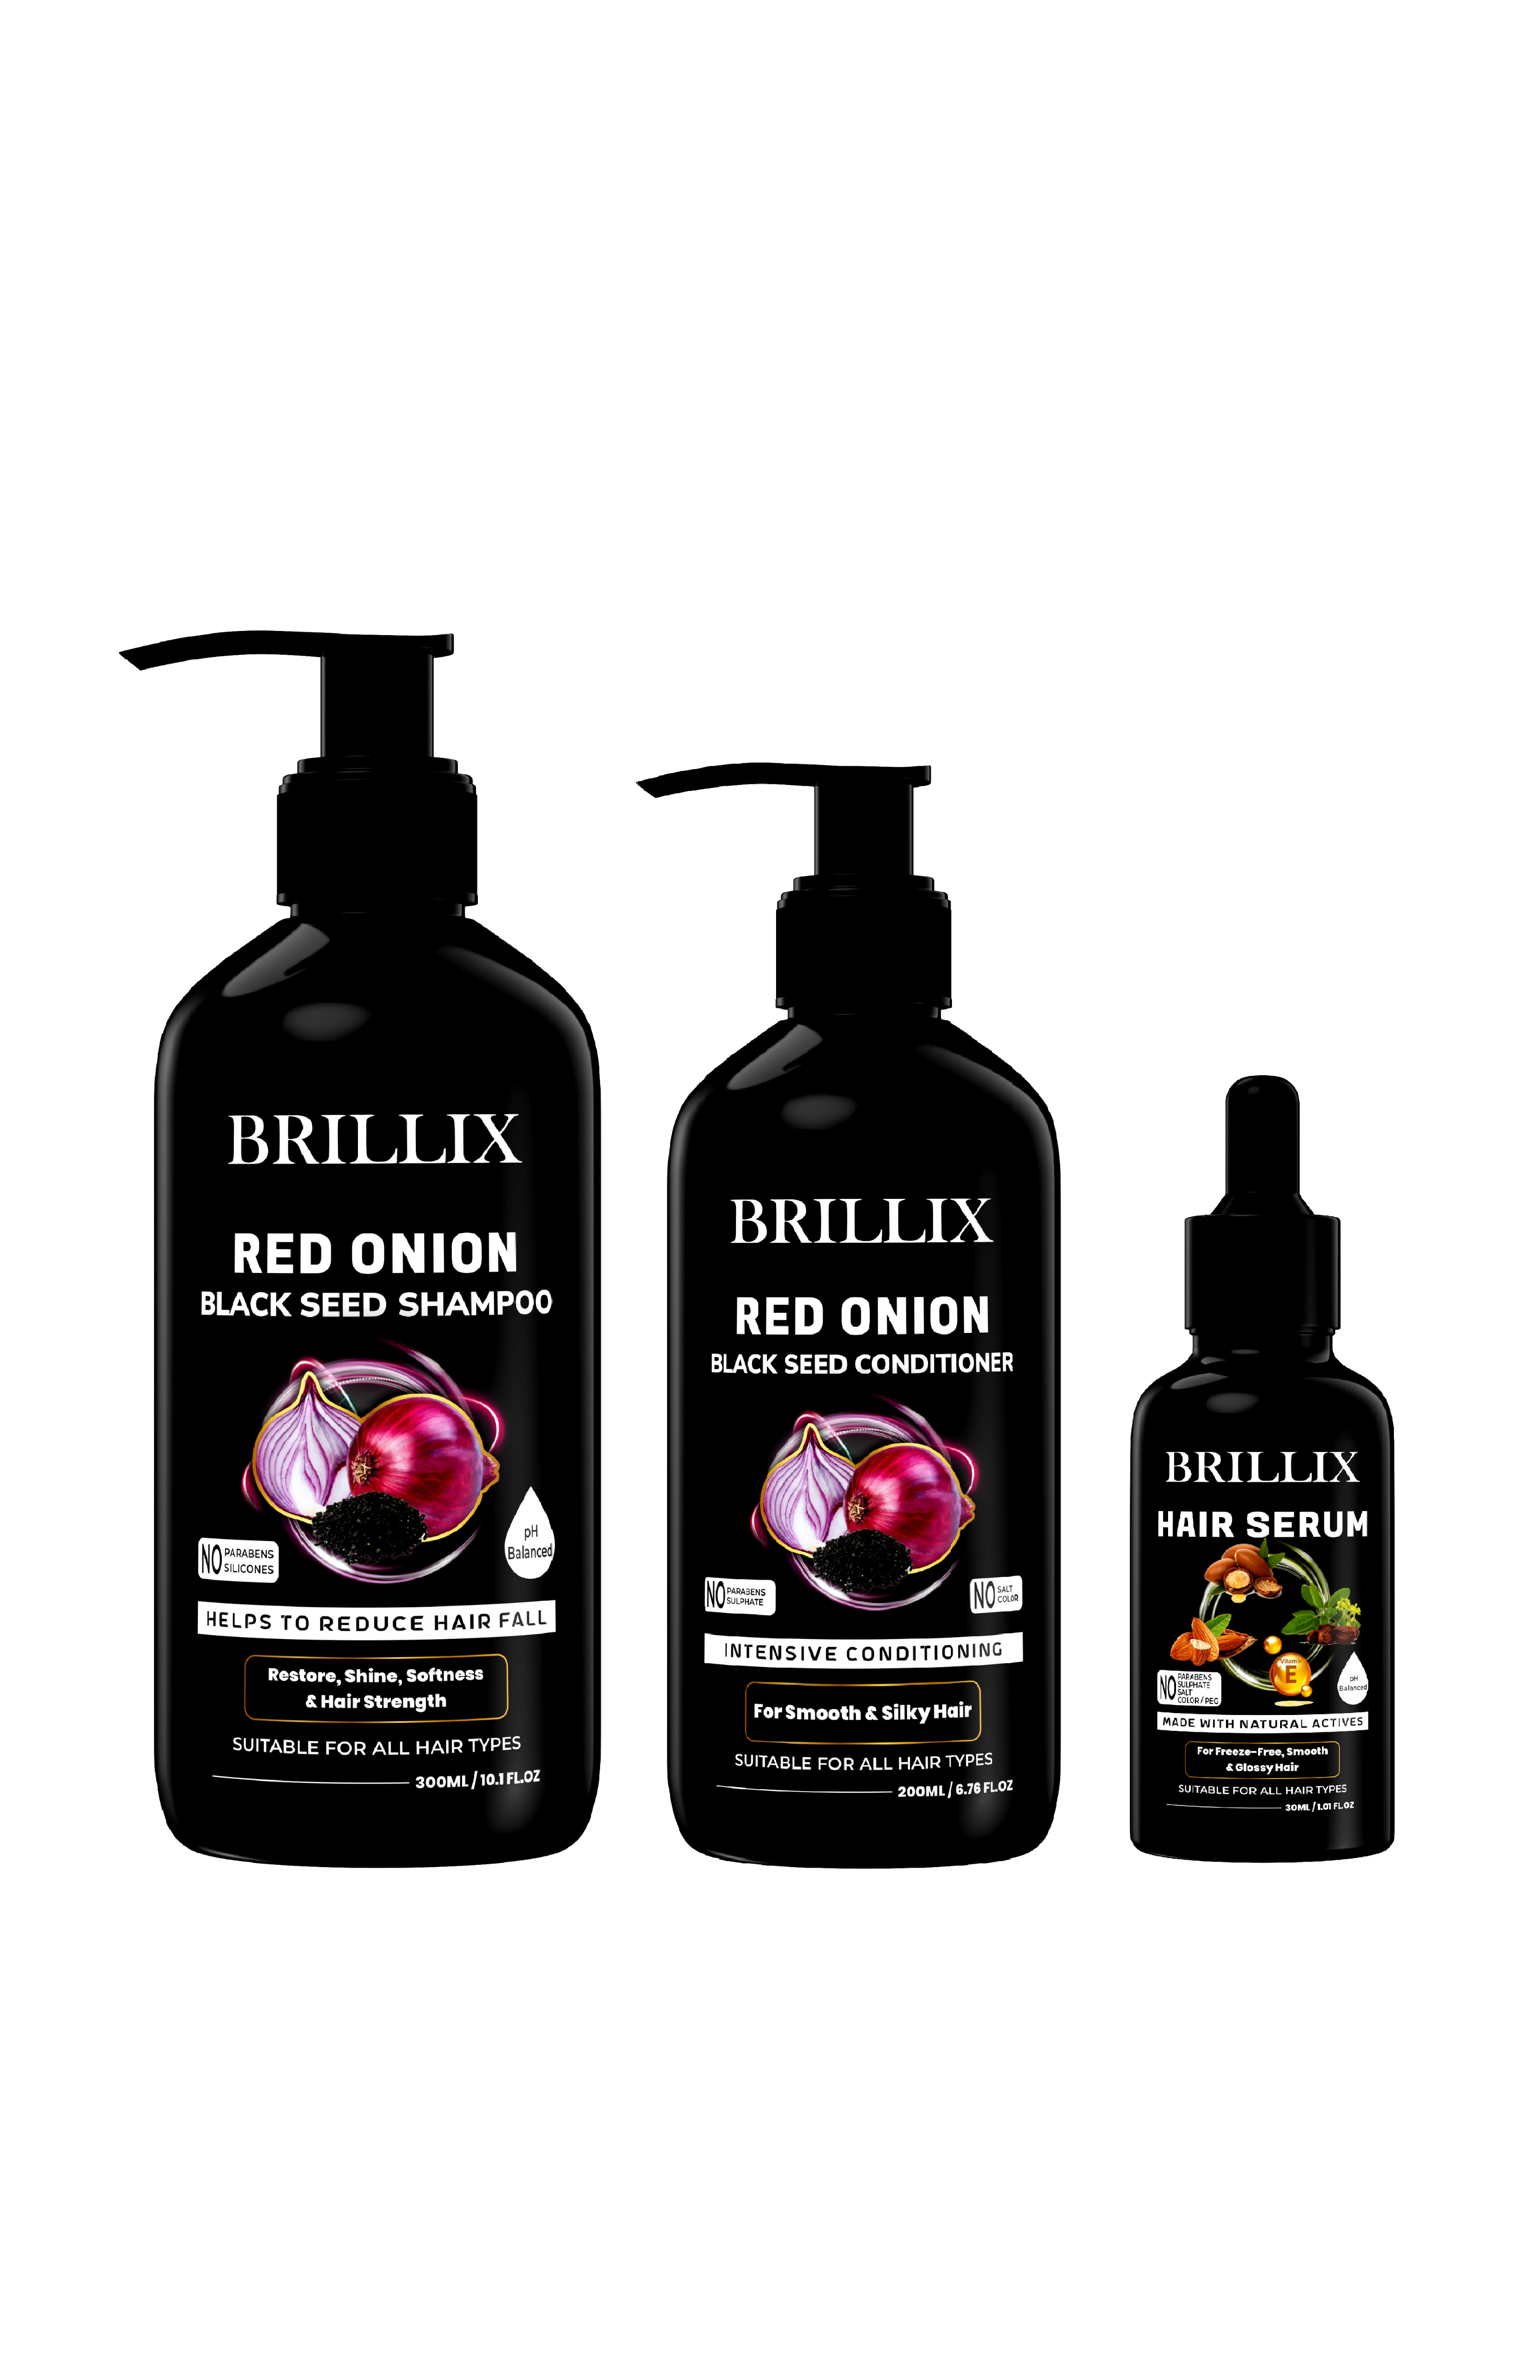 BRILLIX
RED ONION
BLACK SEED SHAMPOO
NO PARABENS
SILICONES
pH
Balanced
HELPS TO REDUCE HAIR FALL
Restore, Shine, Softness
& Hair Strength
SUITABLE FOR ALL HAIR TYPES
300ML / 10.1 FL.OZ
BRILLIX
RED ONION
BLACK SEED CONDITIONER
NO PARABENS
SULPHATE
NO SALT
COLOR
INTENSIVE CONDITIONING
For Smooth & Silky Hair
SUITABLE FOR ALL HAIR TYPES
200ML / 6.76 FL.OZ
BRILLIX
HAIR SERUM
Vitamin
E
NO PARABENS
SULPHATE
SALT
COLOR / PEG
pH
Balanced
MADE WITH NATURAL ACTIVES
For Freeze-Free, Smooth
& Glossy Hair
SUITABLE FOR ALL HAIR TYPES
30ML / 1.01 FL.OZ